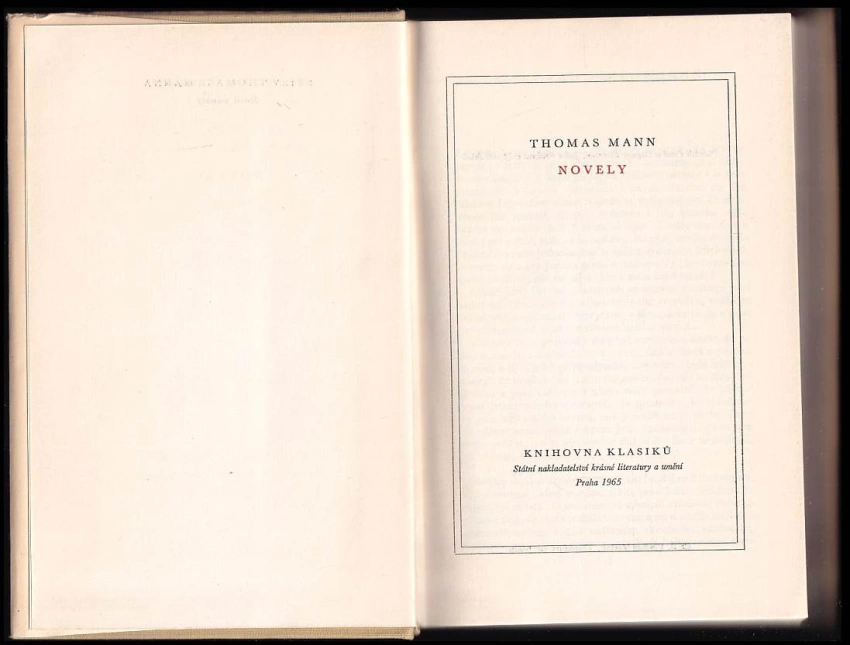 THOMAS MANN
NOVELY
KNIHOVNA KLASIKŮ
Státní nakladatelství krásné literatury a umění
Praha 1965